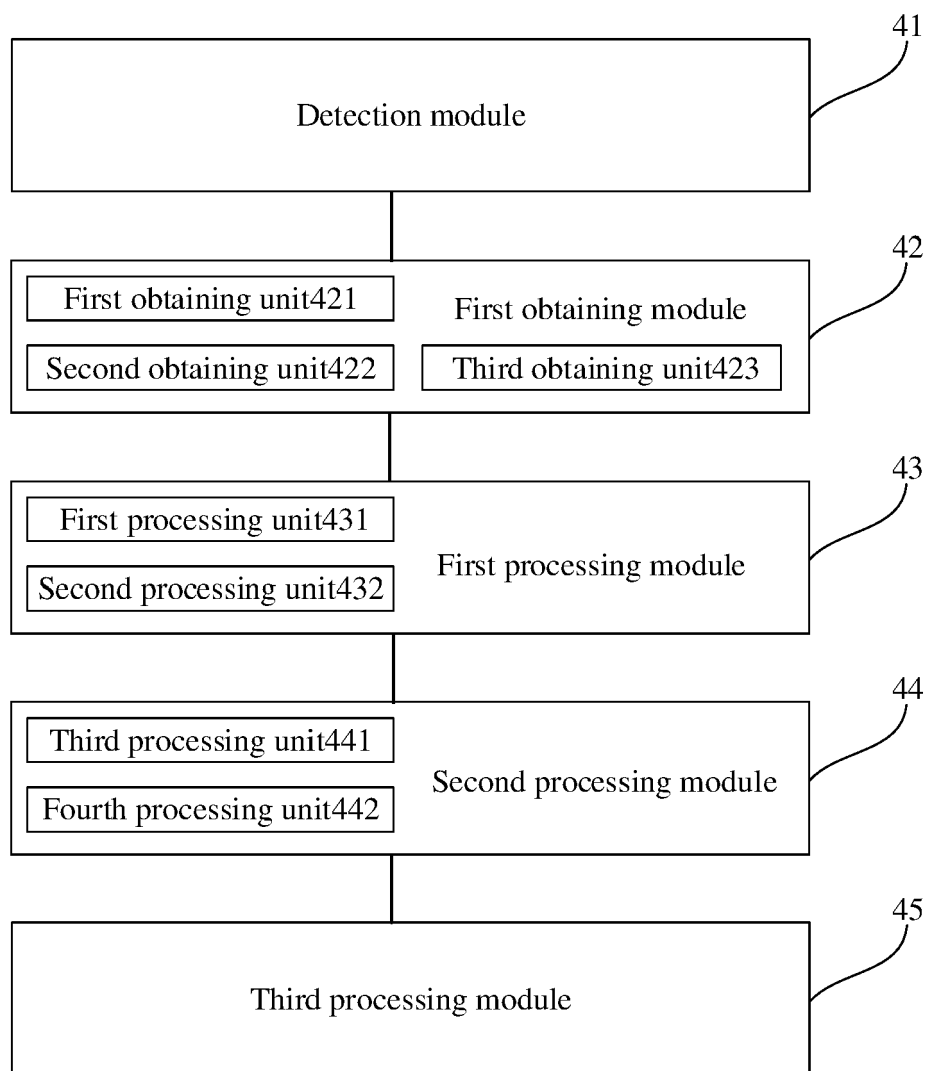 41
Detection module
42
First obtaining unit421
First obtaining module
Second obtaining unit422
Third obtaining unit423
43
First processing unit431
First processing module
Second processing unit432
44
Third processing unit441
Second processing module
Fourth processing unit442
45
Third processing module